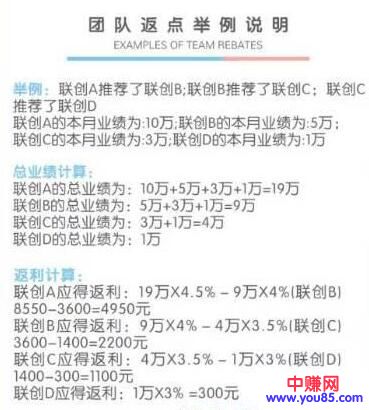 团队返点举例说明
EXAMPLES OF TEAM REBATES
举例：联创A推荐了联创B;联创B推荐了联创C；联创C
推荐了联创D
联创A的本月业绩为:10万;联创B的本月业绩为:5万；
联创C的本月业绩为:3万;联创D的本月业绩为:1万
总业绩计算：
联创A的总业绩为：10万+5万+3万+1万=19万
联创B的总业绩为：5万+3万+1万=9万
联创C的总业绩为：3万+1万=4万
联创D的总业绩为：1万
返利计算：
联创A应得返利：19万X4.5% - 9万X4%(联创B)
8550-3600=4950元
联创B应得返利：9万X4% - 4万X3.5%(联创C)
3600-1400=2200元
联创C应得返利：4万X3.5% - 1万X3%(联创D)
1400-300=1100元
联创D应得返利：1万X3% =300元
中赚网
www.you85.com